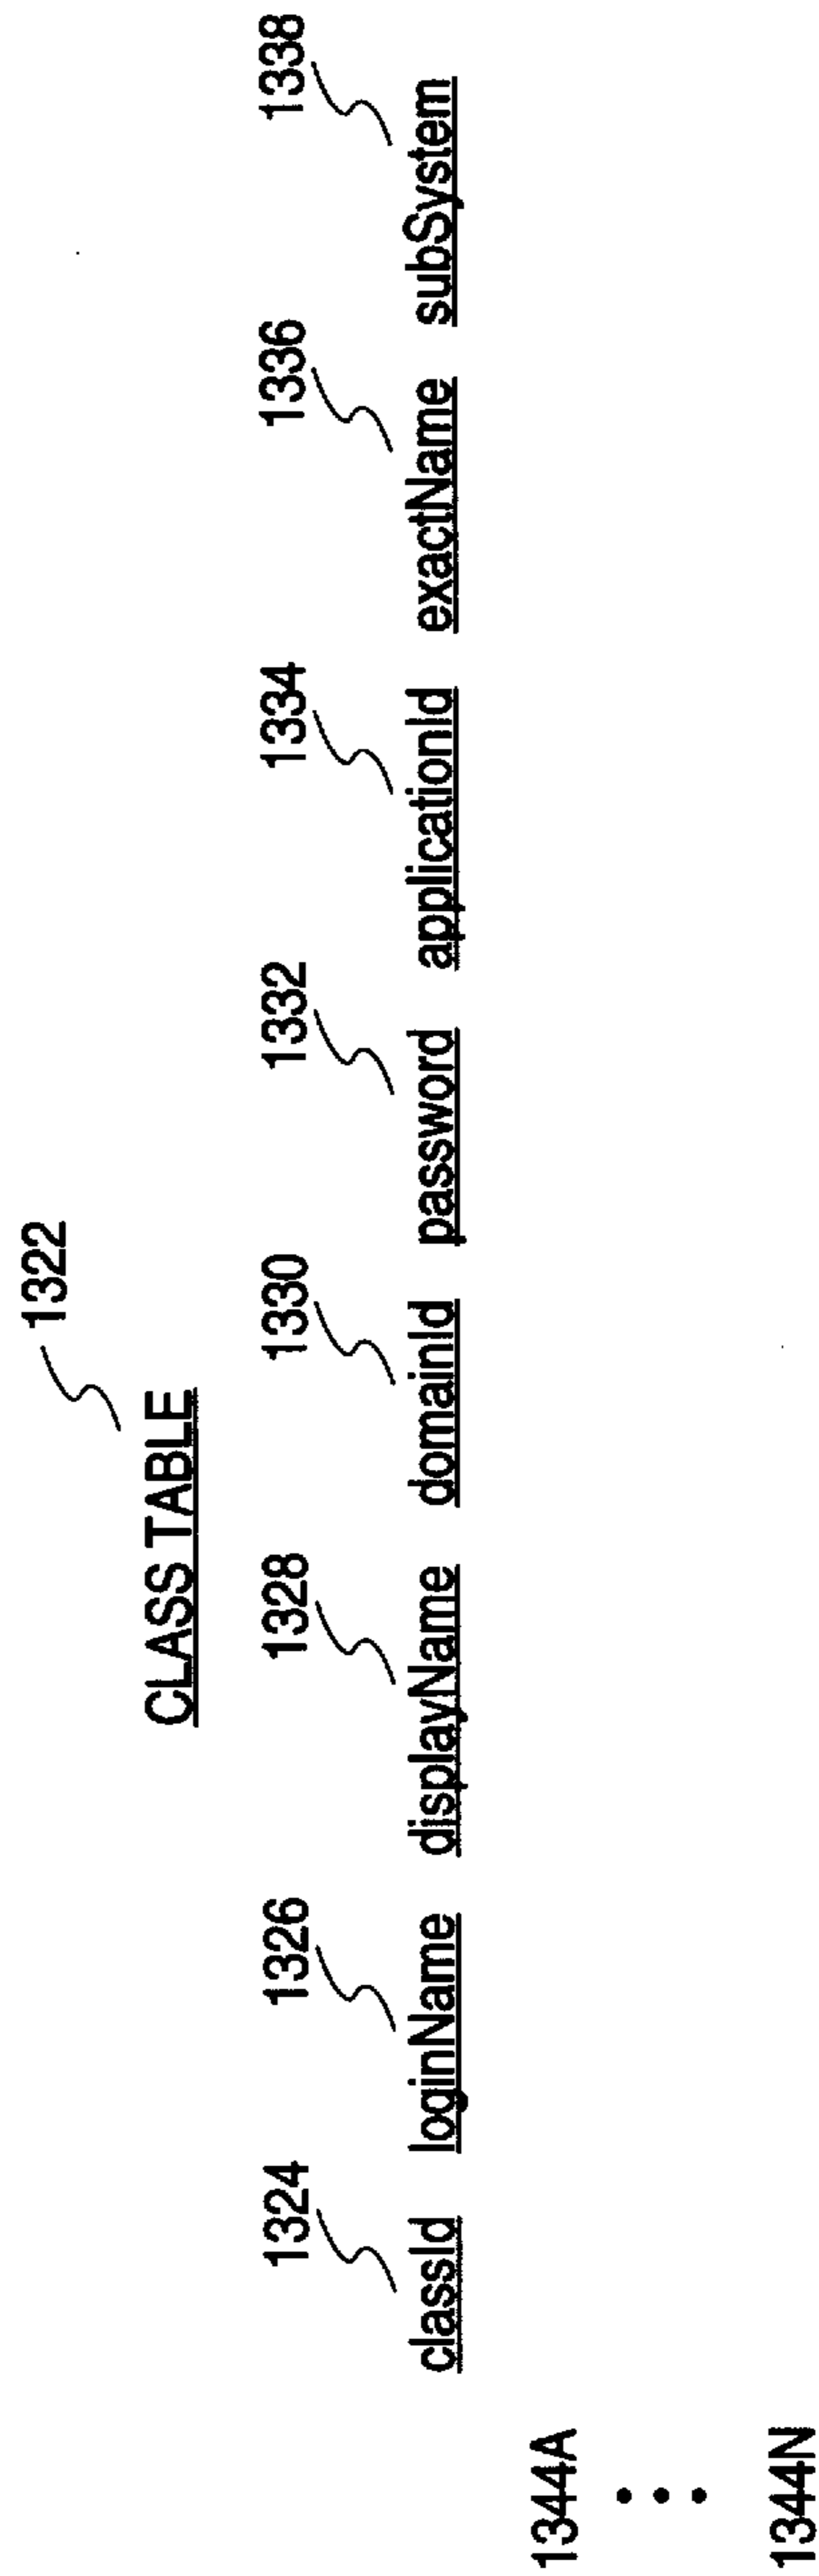 1322
CLASS TABLE
1324 1326 1328 1330 1332 1334 1336 1338
classId loginName displayName domainId password applicationId exactName subSystem
1344A
•
•
•
1344N